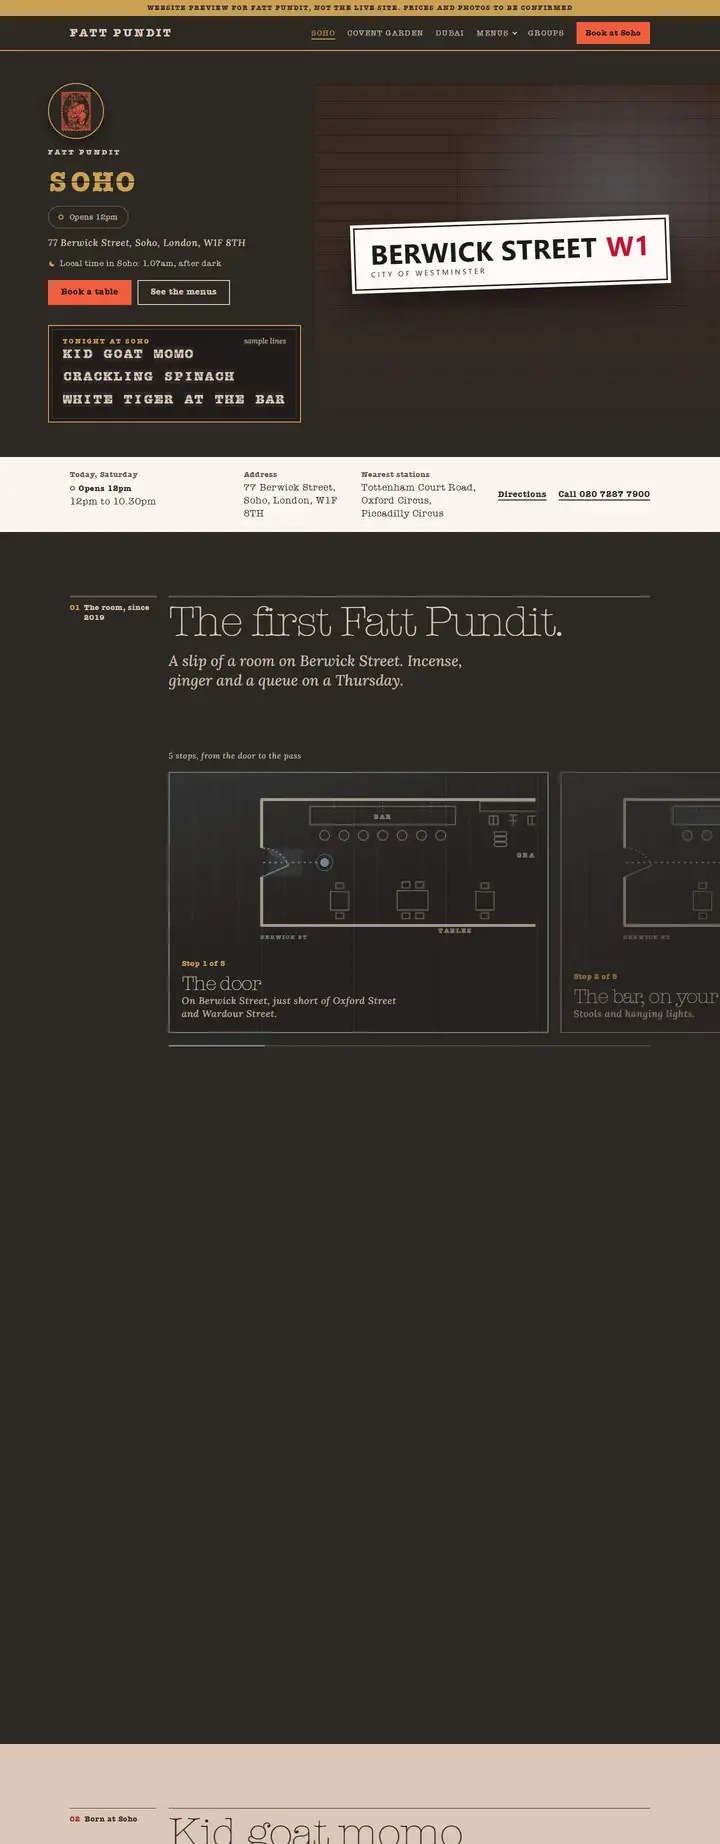 WEBSITE PREVIEW FOR FATT PUNDIT, NOT THE LIVE SITE. PRICES AND PHOTOS TO BE CONFIRMED
FATT PUNDIT
SOHO
COVENT GARDEN
DUBAI
MENUS
GROUPS
Book at Soho
FATT PUNDIT
SOHO
Opens 12pm
77 Berwick Street, Soho, London, W1F 8TH
Local time in Soho: 1.07am, after dark
Book a table
See the menus
BERWICK STREET W1
CITY OF WESTMINSTER
TONIGHT AT SOHO
sample lines
KID GOAT MOMO
CRACKLING SPINACH
WHITE TIGER AT THE BAR
Today, Saturday
Opens 12pm
12pm to 10.30pm
Address
77 Berwick Street,
Soho, London, W1F
8TH
Nearest stations
Tottenham Court Road,
Oxford Circus,
Piccadilly Circus
Directions
Call 020 7287 7900
01 The room, since
2019
The first Fatt Pundit.
A slip of a room on Berwick Street. Incense,
ginger and a queue on a Thursday.
5 stops, from the door to the pass
BAR
GRA
TABLES
BERWICK ST
Stop 1 of 5
The door
On Berwick Street, just short of Oxford Street
and Wardour Street.
BERWICK ST
Stop 2 of 5
The bar, on your
Stools and hanging lights.
02 Born at Soho
Kid goat momo